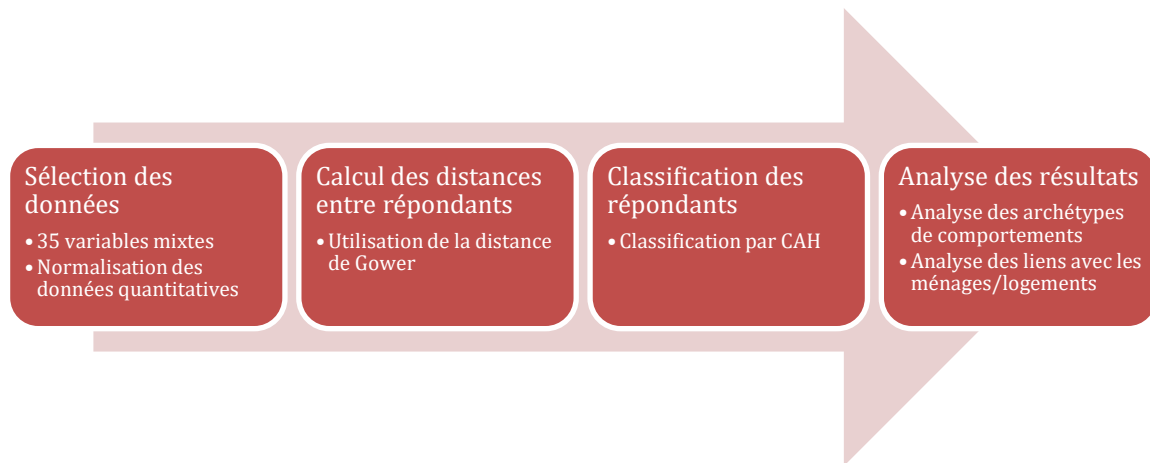 Sélection des
données
• 35 variables mixtes
• Normalisation des
données quantitatives
Calcul des distances
entre répondants
• Utilisation de la distance
de Gower
Classification des
répondants
• Classification par CAH
Analyse des résultats
• Analyse des archétypes
de comportements
• Analyse des liens avec les
ménages/logements